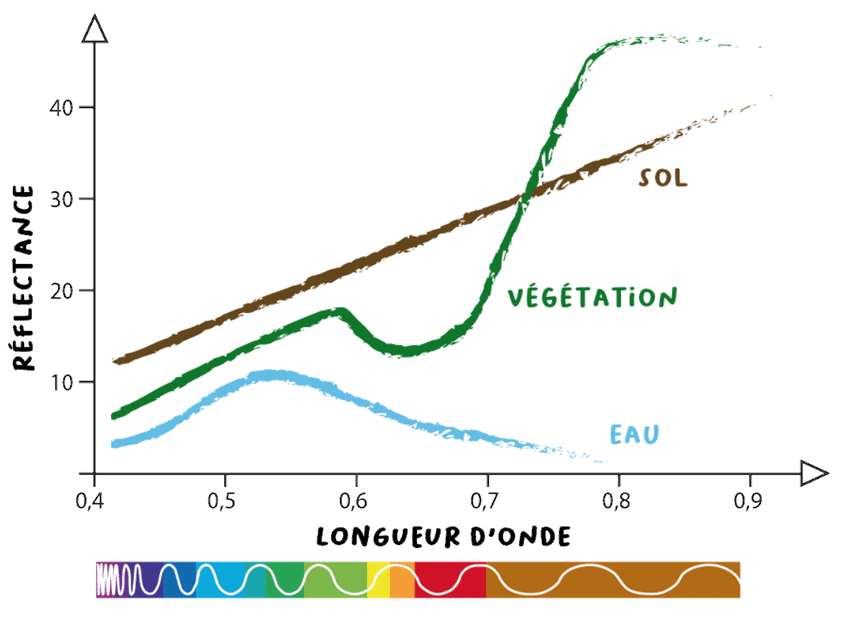 40
SOL
30
RÉFLECTANCE
20
VÉGÉTATION
10
EAU
0,4 0,5 0,6 0,7 0,8 0,9
LONGUEUR D'ONDE